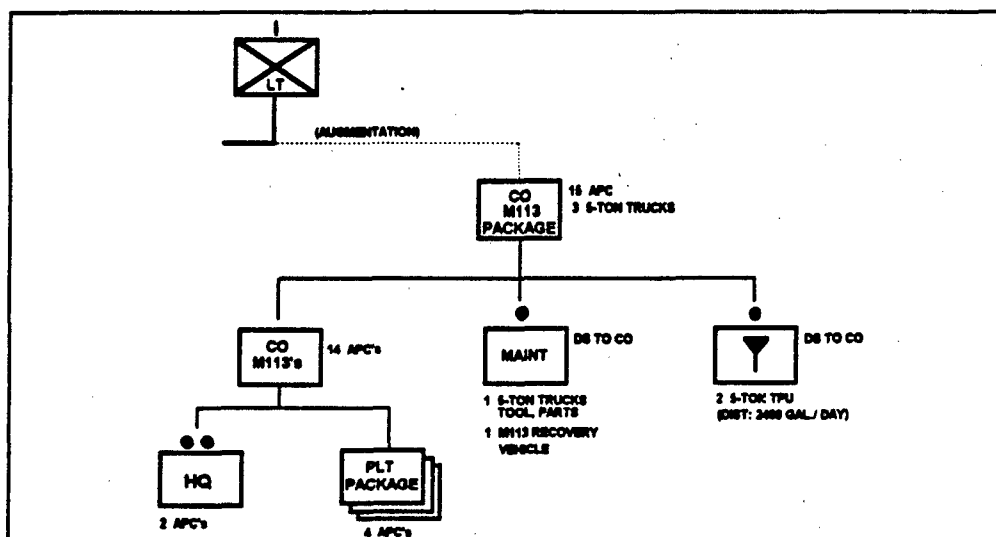 LT
(AUGMENTATION)
CO
M113
PACKAGE
15 APC
3 5-TON TRUCKS
CO
M113's
14 APC's
MAINT
DS TO CO
DS TO CO
1 5-TON TRUCKS
TOOL, PARTS
1 M113 RECOVERY
VEHICLE
2 5-TON TPU
(DIST: 2400 GAL./ DAY)
HQ
2 APC's
PLT
PACKAGE
4 APC's